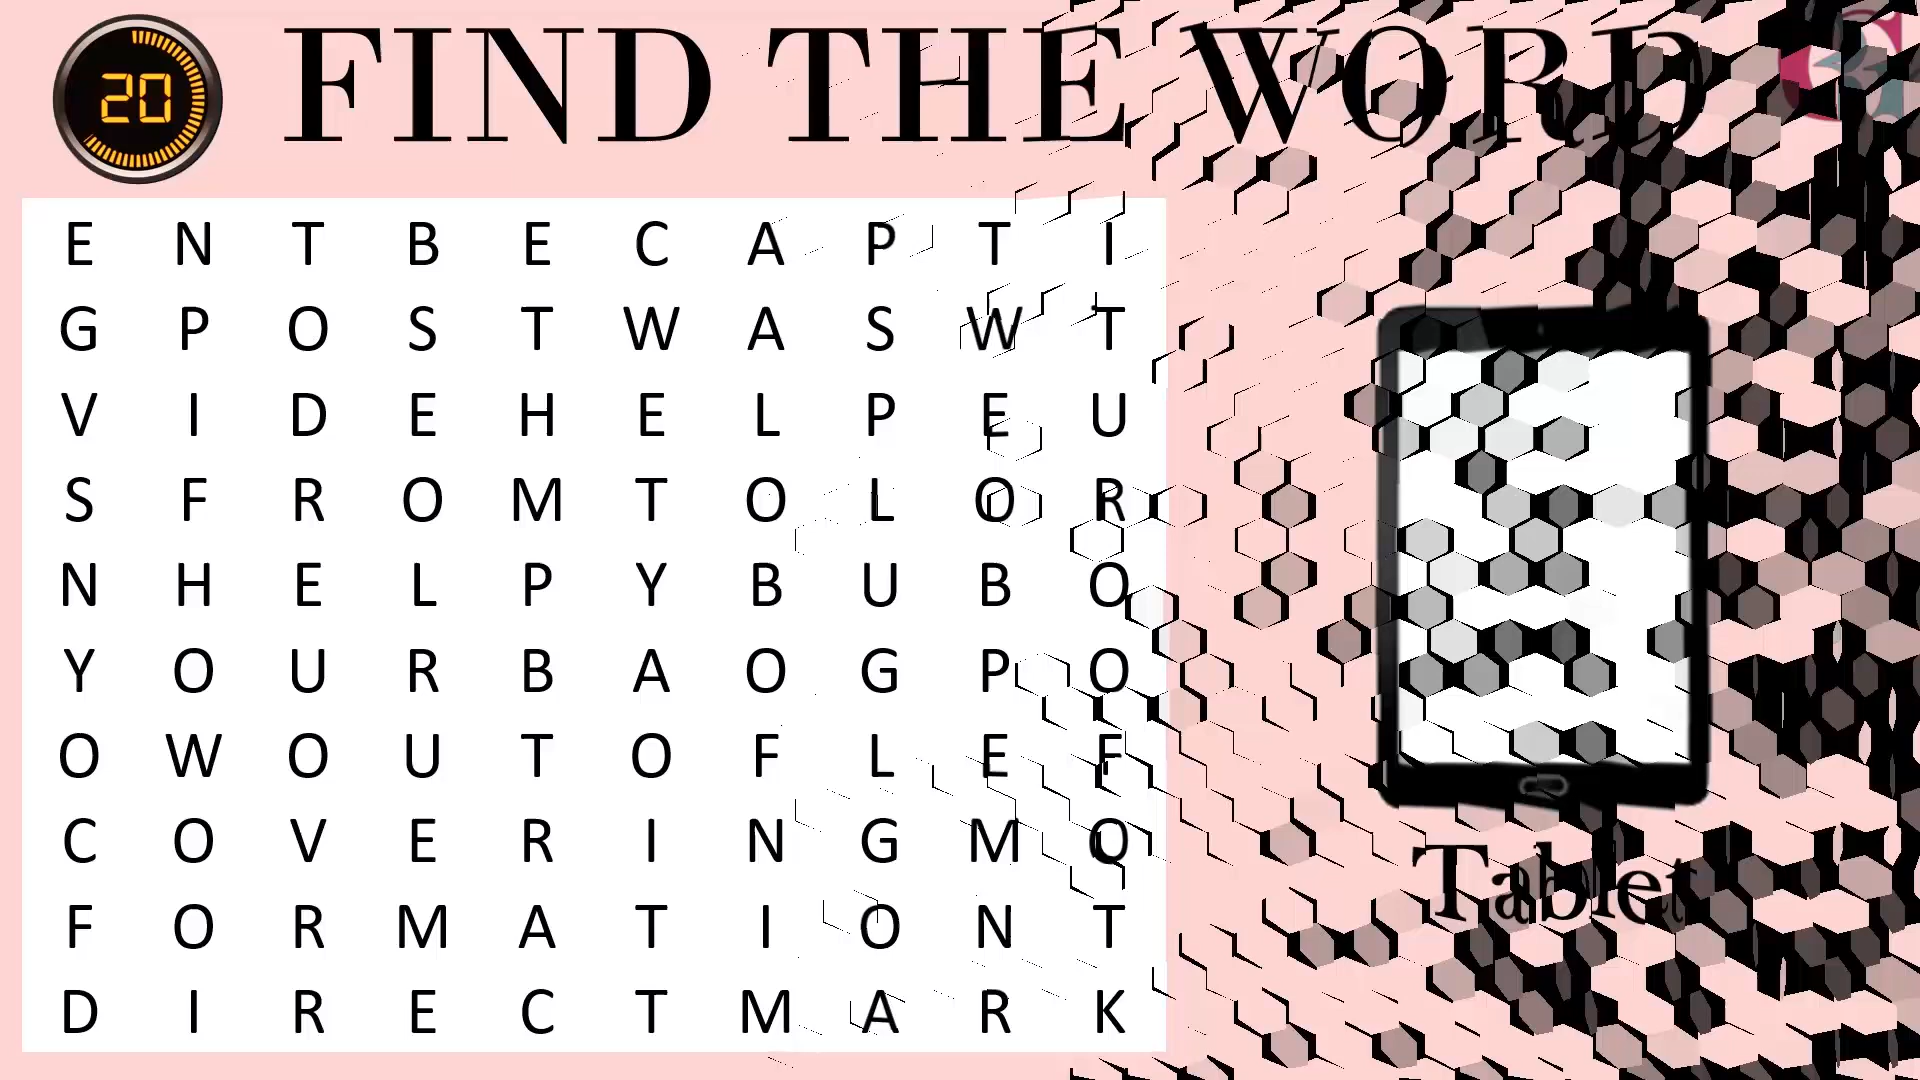 20
FIND THE WORD
E N T B E C A P T I
G P O S T W A S W T
V I D E H E L P E U
S F R O M T O L O R
N H E L P Y B U B O
Y O U R B A O G P O
O W O U T O F L E F
C O V E R I N G M O
F O R M A T I O N T
D I R E C T M A R K
Tablet